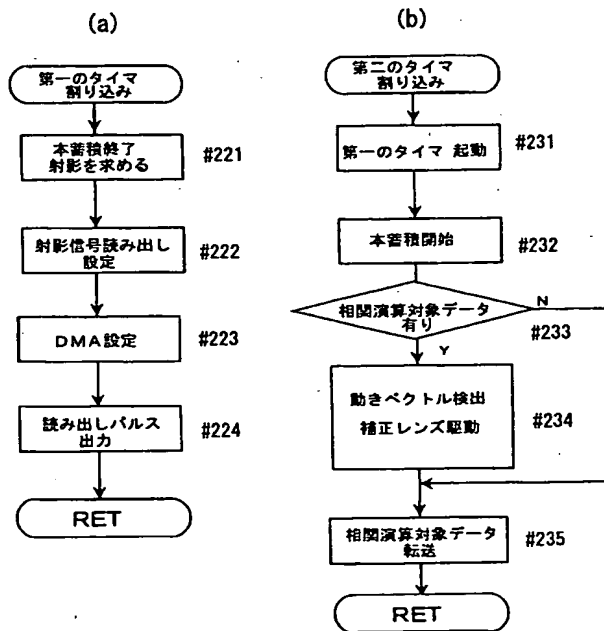 (a)
第一のタイマ
割り込み
本蓄積終了
射影を求める
#221
射影信号読み出し
設定
#222
DMA設定
#223
読み出しパルス
出力
#224
RET
(b)
第二のタイマ
割り込み
第一のタイマ 起動
#231
本蓄積開始
#232
相関演算対象データ
有り
N
#233
Y
動きベクトル検出
補正レンズ駆動
#234
相関演算対象データ
転送
#235
RET